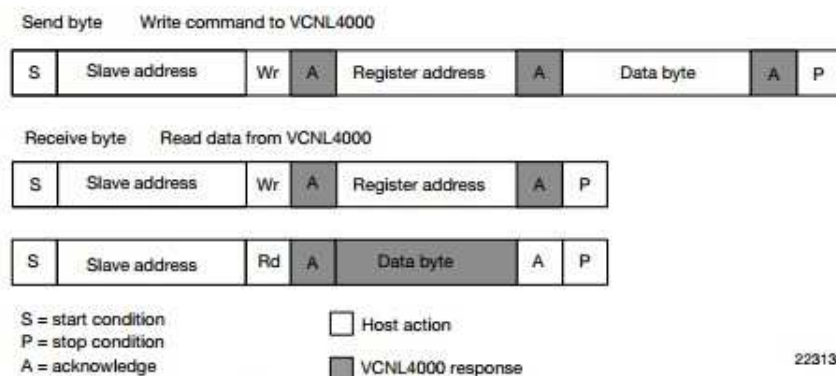 Send byte Write command to VCNL4000
S Slave address Wr A Register address A Data byte A P
Receive byte Read data from VCNL4000
S Slave address Wr A Register address A P
S Slave address Rd A Data byte A P
S = start condition
P = stop condition
A = acknowledge
Host action
VCNL4000 response
22313